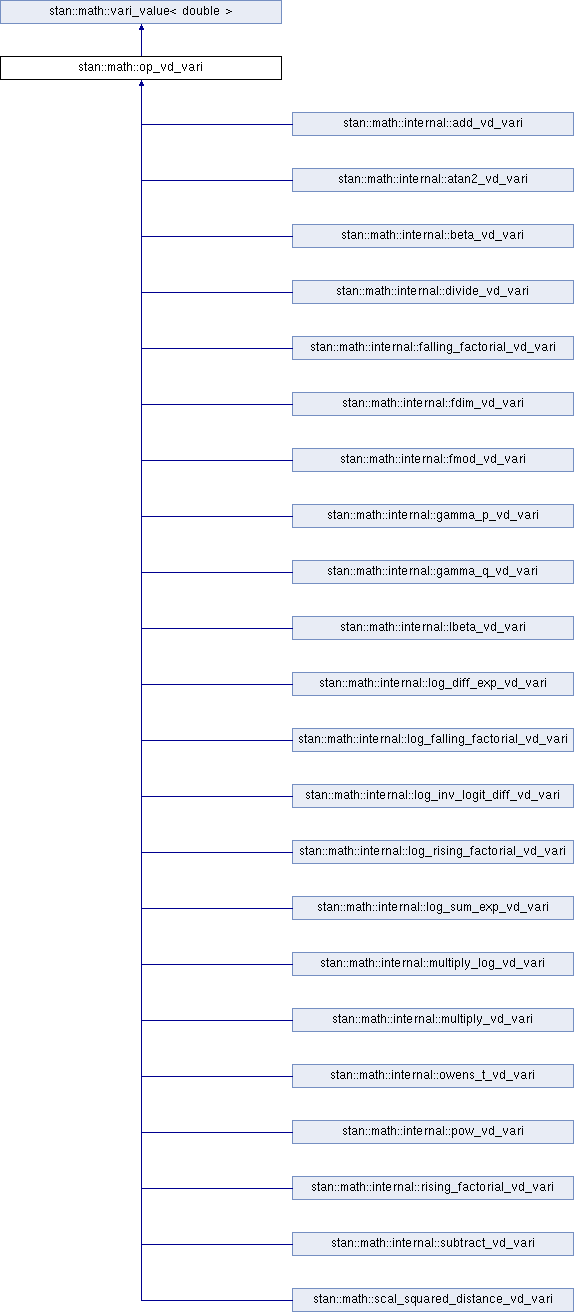 stan::math::vari_value< double >
stan::math::op_vd_vari
stan::math::internal::add_vd_vari
stan::math::internal::atan2_vd_vari
stan::math::internal::beta_vd_vari
stan::math::internal::divide_vd_vari
stan::math::internal::falling_factorial_vd_vari
stan::math::internal::fdim_vd_vari
stan::math::internal::fmod_vd_vari
stan::math::internal::gamma_p_vd_vari
stan::math::internal::gamma_q_vd_vari
stan::math::internal::lbeta_vd_vari
stan::math::internal::log_diff_exp_vd_vari
stan::math::internal::log_falling_factorial_vd_vari
stan::math::internal::log_inv_logit_diff_vd_vari
stan::math::internal::log_rising_factorial_vd_vari
stan::math::internal::log_sum_exp_vd_vari
stan::math::internal::multiply_log_vd_vari
stan::math::internal::multiply_vd_vari
stan::math::internal::owens_t_vd_vari
stan::math::internal::pow_vd_vari
stan::math::internal::rising_factorial_vd_vari
stan::math::internal::subtract_vd_vari
stan::math::scal_squared_distance_vd_vari